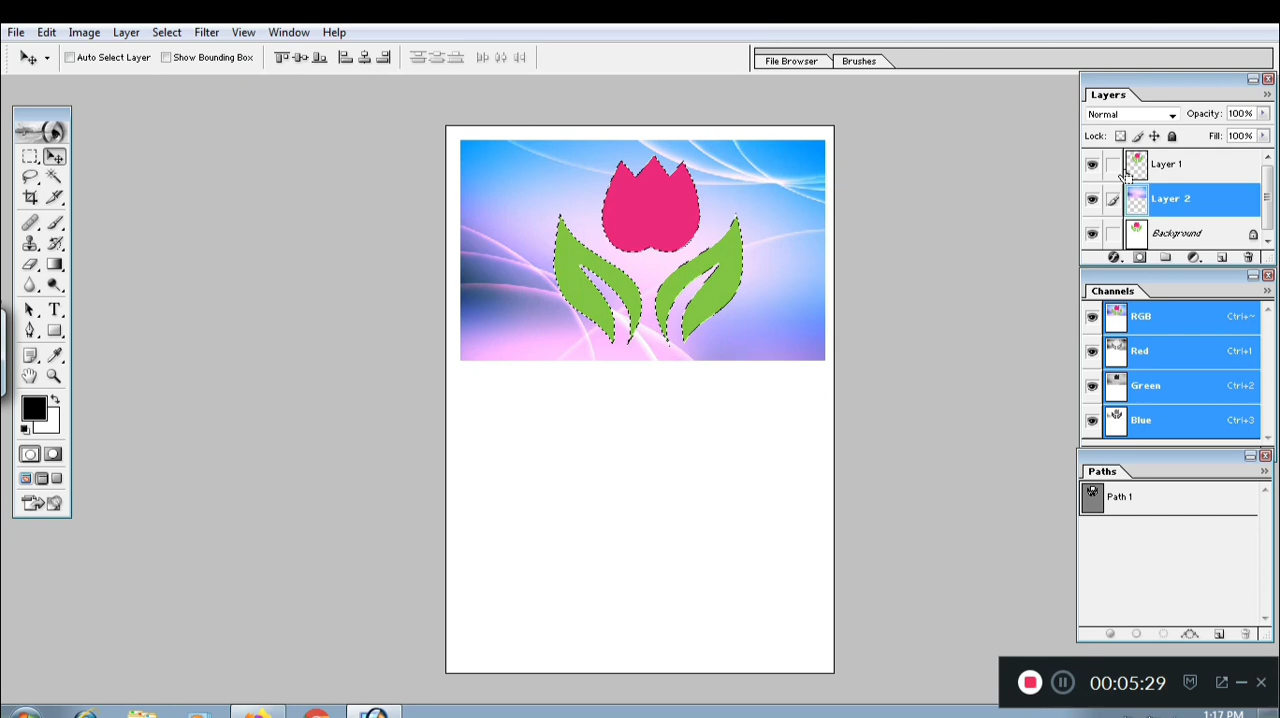 File Edit Image Layer Select Filter View Window Help
Auto Select Layer Show Bounding Box
File Browser Brushes
Layers
Normal Opacity: 100%
Lock: Fill: 100%
Layer 1
Layer 2
Background
Channels
RGB Ctrl+~
Red Ctrl+1
Green Ctrl+2
Blue Ctrl+3
Paths
Path 1
00:05:29
1:17 PM